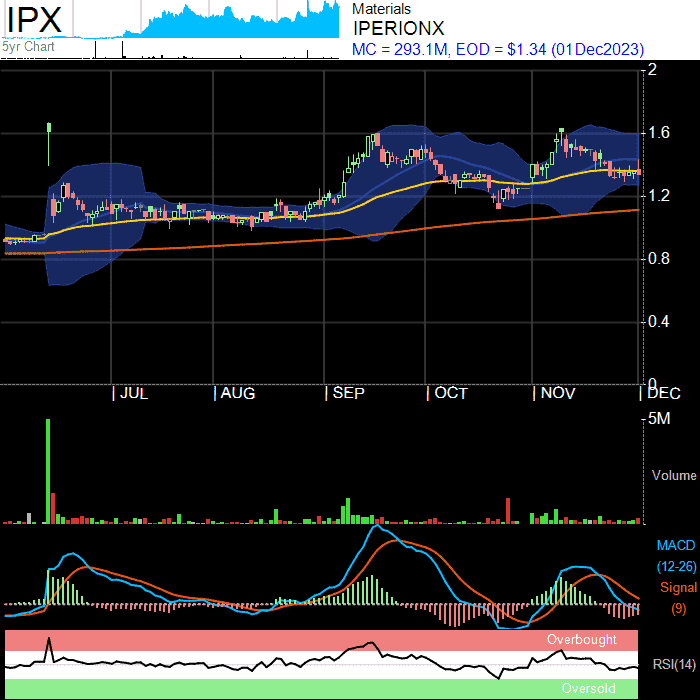 IPX
5yr Chart
Materials
IPERIONX
MC = 293.1M, EOD = $1.34 (01Dec2023)
2
1.6
1.2
0.8
0.4
0
JUL AUG SEP OCT NOV DEC
5M
Volume
MACD
(12-26)
Signal
(9)
Overbought
RSI(14)
Oversold